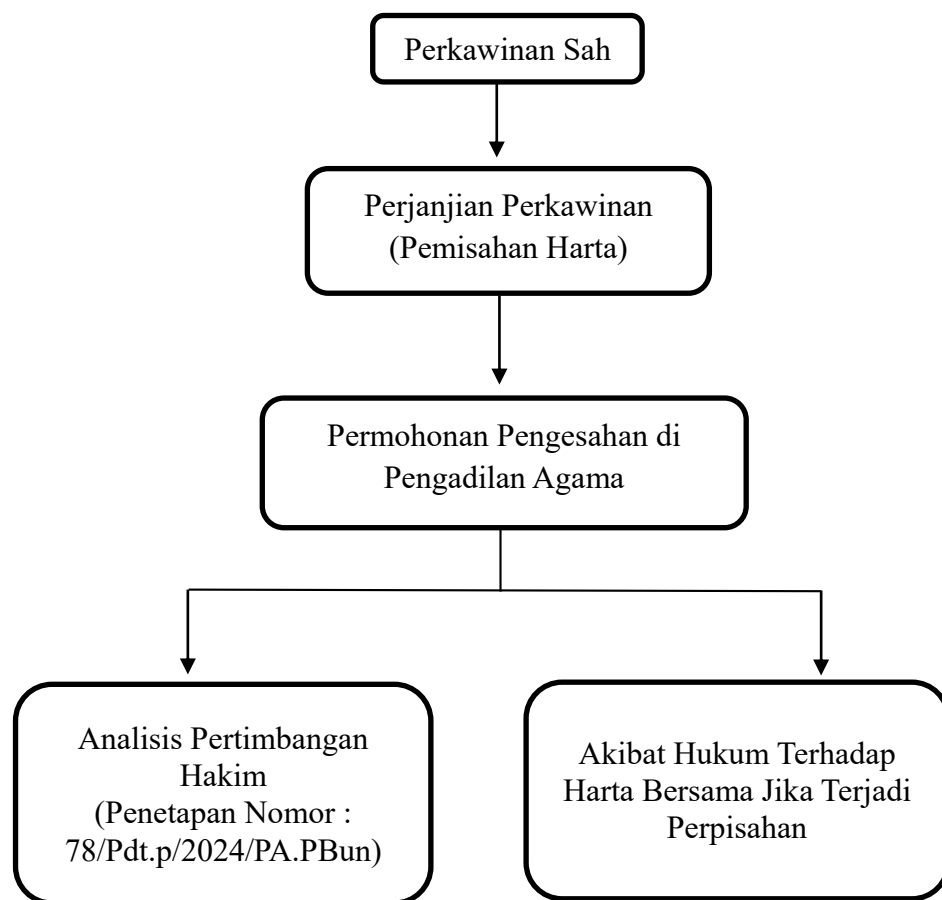 Perkawinan Sah
Perjanjian Perkawinan
(Pemisahan Harta)
Permohonan Pengesahan di
Pengadilan Agama
Analisis Pertimbangan
Hakim
(Penetapan Nomor :
78/Pdt.p/2024/PA.PBun)
Akibat Hukum Terhadap
Harta Bersama Jika Terjadi
Perpisahan